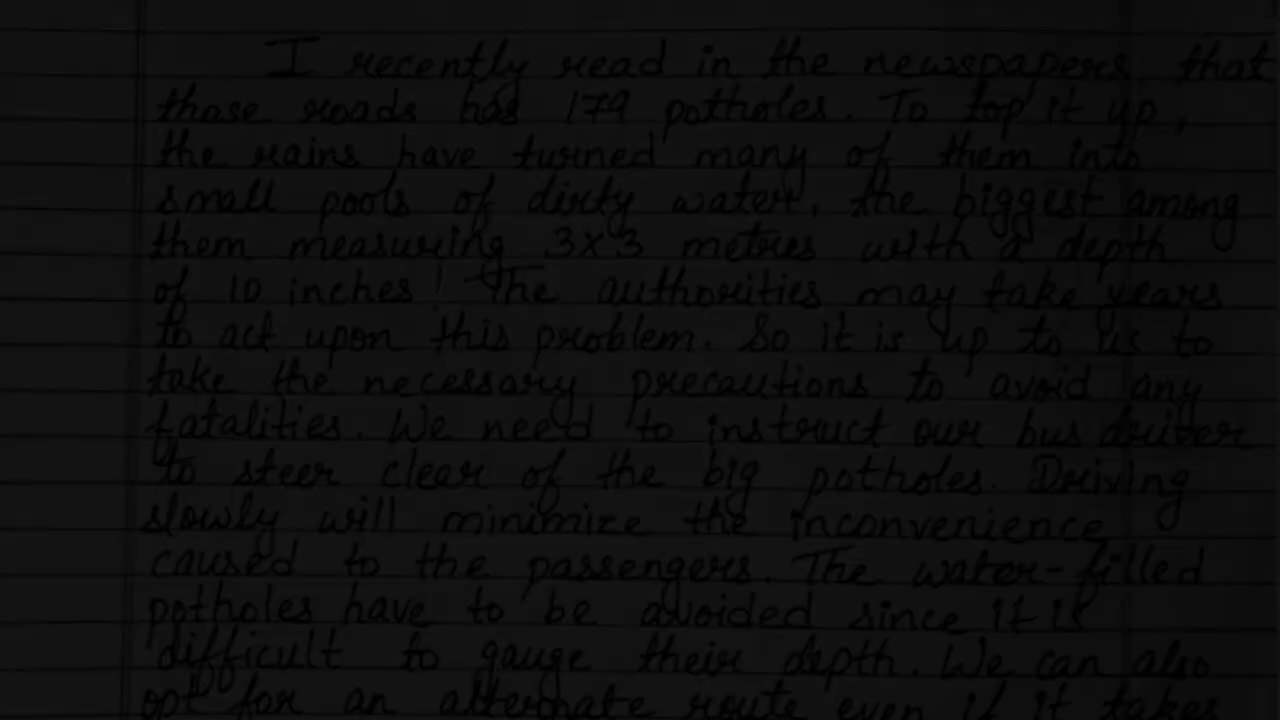 I recently read in the newspapers that
those roads has 179 potholes. To top it up,
the rains have turned many of them into
small pools of dirty water, the biggest among
them measuring 3x3 metres with a depth
of 10 inches! The authorities may take years
to act upon this problem. So it is up to us to
take the necessary precautions to avoid any
fatalities. We need to instruct our bus driver
to steer clear of the big potholes. Driving
slowly will minimize the inconvenience
caused to the passengers. The water-filled
potholes have to be avoided since it is
difficult to gauge their depth. We can also
opt for an alternate route even if it takes